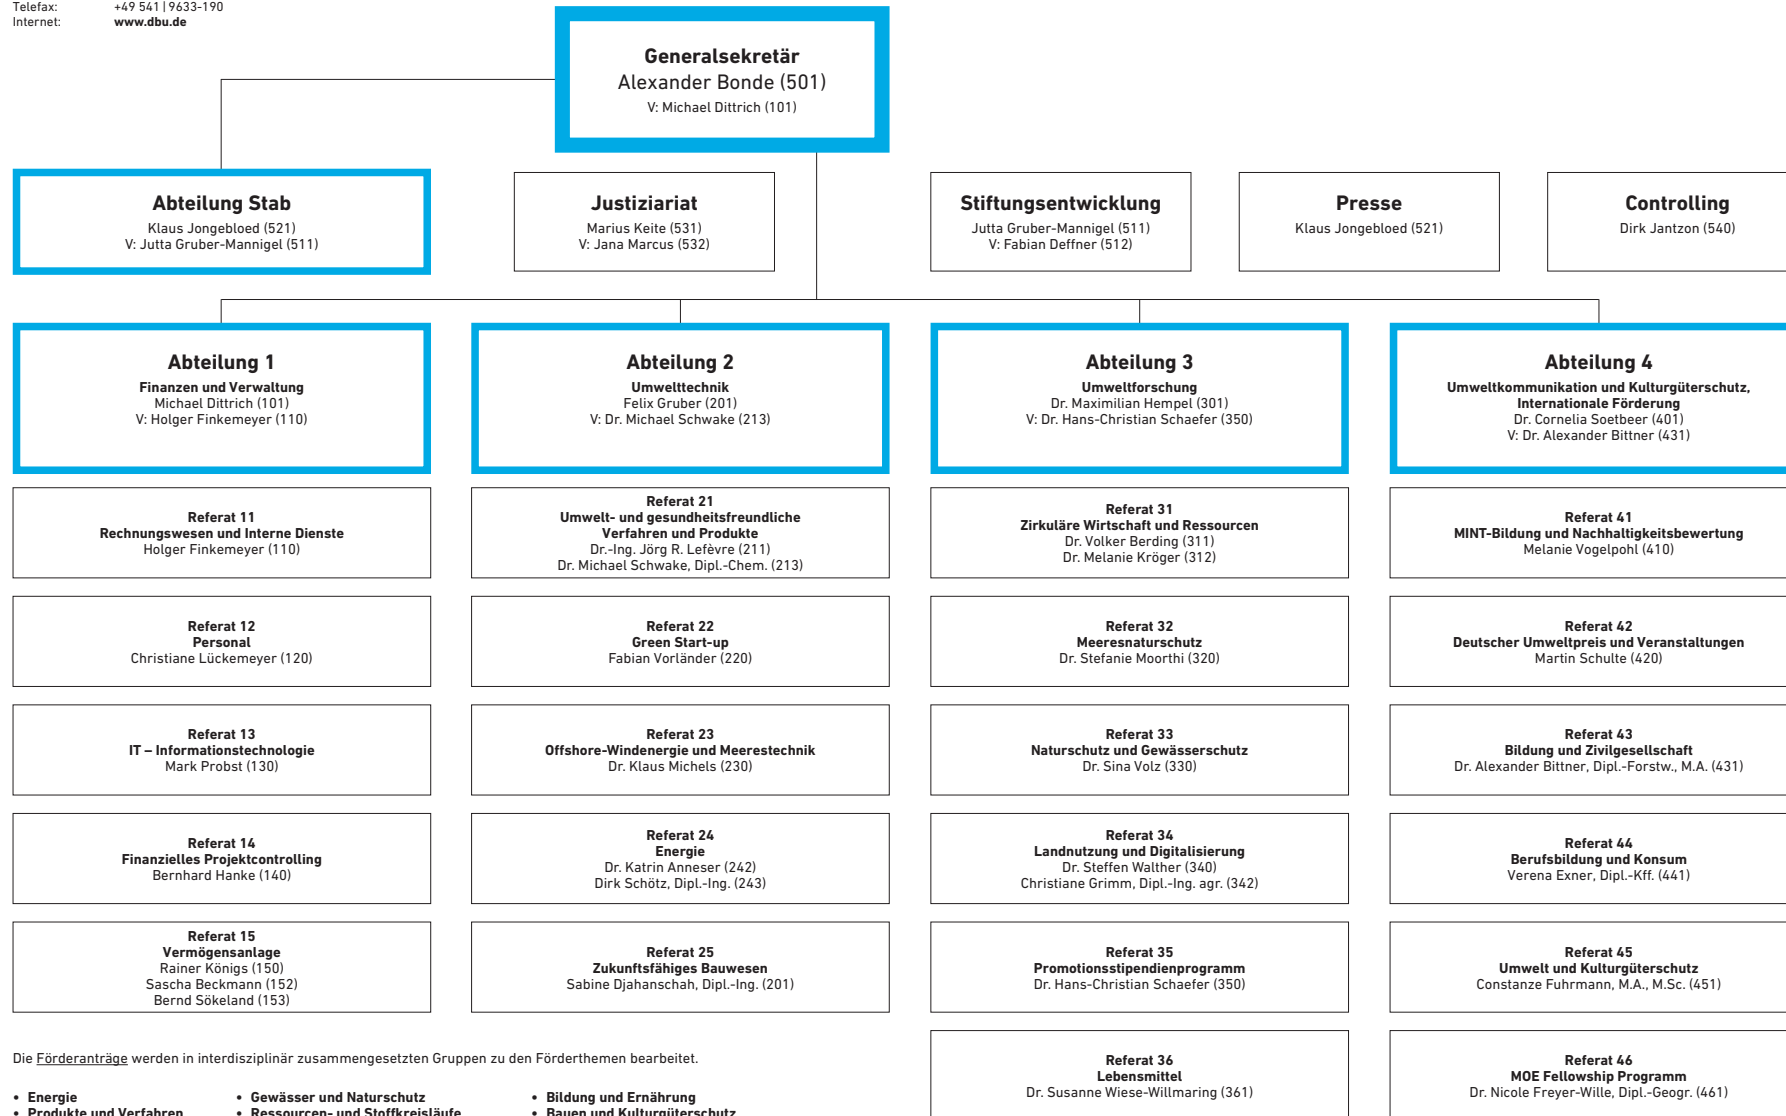 Telefax: +49 541 | 9633-190
Internet: www.dbu.de
Generalsekretär
Alexander Bonde (501)
V: Michael Dittrich (101)
Abteilung Stab
Klaus Jongebloed (521)
V: Jutta Gruber-Mannigel (511)
Justiziariat
Marius Keite (531)
V: Jana Marcus (532)
Stiftungsentwicklung
Jutta Gruber-Mannigel (511)
V: Fabian Deffner (512)
Presse
Klaus Jongebloed (521)
Controlling
Dirk Jantzon (540)
Abteilung 1
Finanzen und Verwaltung
Michael Dittrich (101)
V: Holger Finkemeyer (110)
Abteilung 2
Umwelttechnik
Felix Gruber (201)
V: Dr. Michael Schwake (213)
Abteilung 3
Umweltforschung
Dr. Maximilian Hempel (301)
V: Dr. Hans-Christian Schaefer (350)
Abteilung 4
Umweltkommunikation und Kulturgüterschutz,
Internationale Förderung
Dr. Cornelia Soetbeer (401)
V: Dr. Alexander Bittner (431)
Referat 11
Rechnungswesen und Interne Dienste
Holger Finkemeyer (110)
Referat 21
Umwelt- und gesundheitsfreundliche
Verfahren und Produkte
Dr.-Ing. Jörg R. Lefèvre (211)
Dr. Michael Schwake, Dipl.-Chem. (213)
Referat 31
Zirkuläre Wirtschaft und Ressourcen
Dr. Volker Berding (311)
Dr. Melanie Kröger (312)
Referat 41
MINT-Bildung und Nachhaltigkeitsbewertung
Melanie Vogelpohl (410)
Referat 12
Personal
Christiane Lückemeyer (120)
Referat 22
Green Start-up
Fabian Vorländer (220)
Referat 32
Meeresnaturschutz
Dr. Stefanie Moorthi (320)
Referat 42
Deutscher Umweltpreis und Veranstaltungen
Martin Schulte (420)
Referat 13
IT – Informationstechnologie
Mark Probst (130)
Referat 23
Offshore-Windenergie und Meerestechnik
Dr. Klaus Michels (230)
Referat 33
Naturschutz und Gewässerschutz
Dr. Sina Volz (330)
Referat 43
Bildung und Zivilgesellschaft
Dr. Alexander Bittner, Dipl.-Forstw., M.A. (431)
Referat 14
Finanzielles Projektcontrolling
Bernhard Hanke (140)
Referat 24
Energie
Dr. Katrin Anneser (242)
Dirk Schötz, Dipl.-Ing. (243)
Referat 34
Landnutzung und Digitalisierung
Dr. Steffen Walther (340)
Christiane Grimm, Dipl.-Ing. agr. (342)
Referat 44
Berufsbildung und Konsum
Verena Exner, Dipl.-Kff. (441)
Referat 15
Vermögensanlage
Rainer Königs (150)
Sascha Beckmann (152)
Bernd Sökeland (153)
Referat 25
Zukunftsfähiges Bauwesen
Sabine Djahanschah, Dipl.-Ing. (201)
Referat 35
Promotionsstipendienprogramm
Dr. Hans-Christian Schaefer (350)
Referat 45
Umwelt und Kulturgüterschutz
Constanze Fuhrmann, M.A., M.Sc. (451)
Referat 36
Lebensmittel
Dr. Susanne Wiese-Willmaring (361)
Referat 46
MOE Fellowship Programm
Dr. Nicole Freyer-Wille, Dipl.-Geogr. (461)
Die Förderanträge werden in interdisziplinär zusammengesetzten Gruppen zu den Förderthemen bearbeitet.
• Energie • Gewässer und Naturschutz • Bildung und Ernährung
• Produkte und Verfahren • Ressourcen- und Stoffkreisläufe • Bauen und Kulturgüterschutz